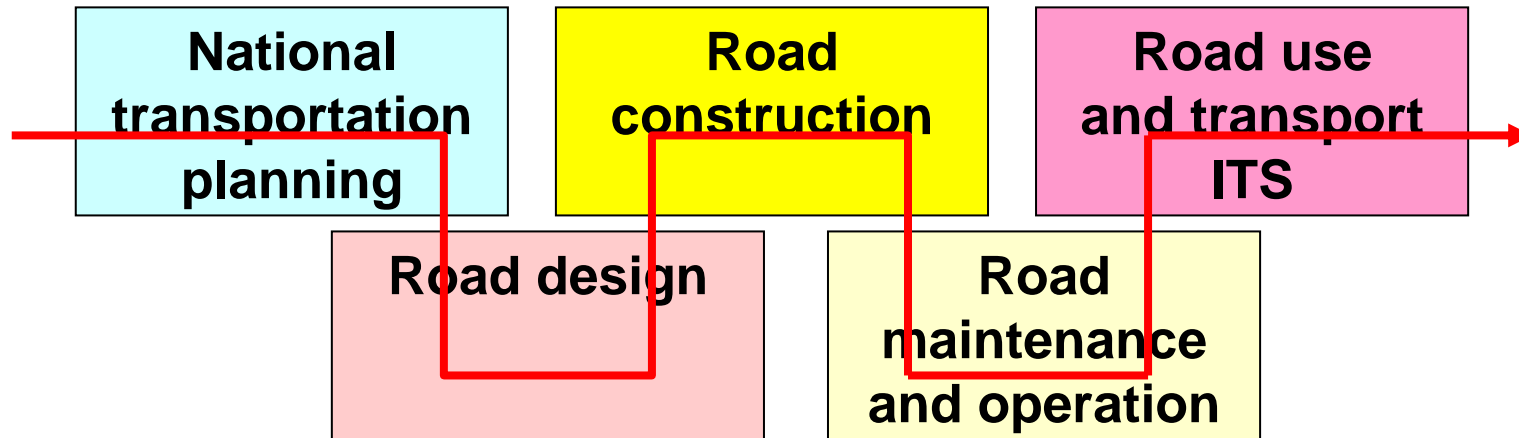 National
transportation
planning
Road
construction
Road use
and transport
ITS
Road design
Road
maintenance
and operation